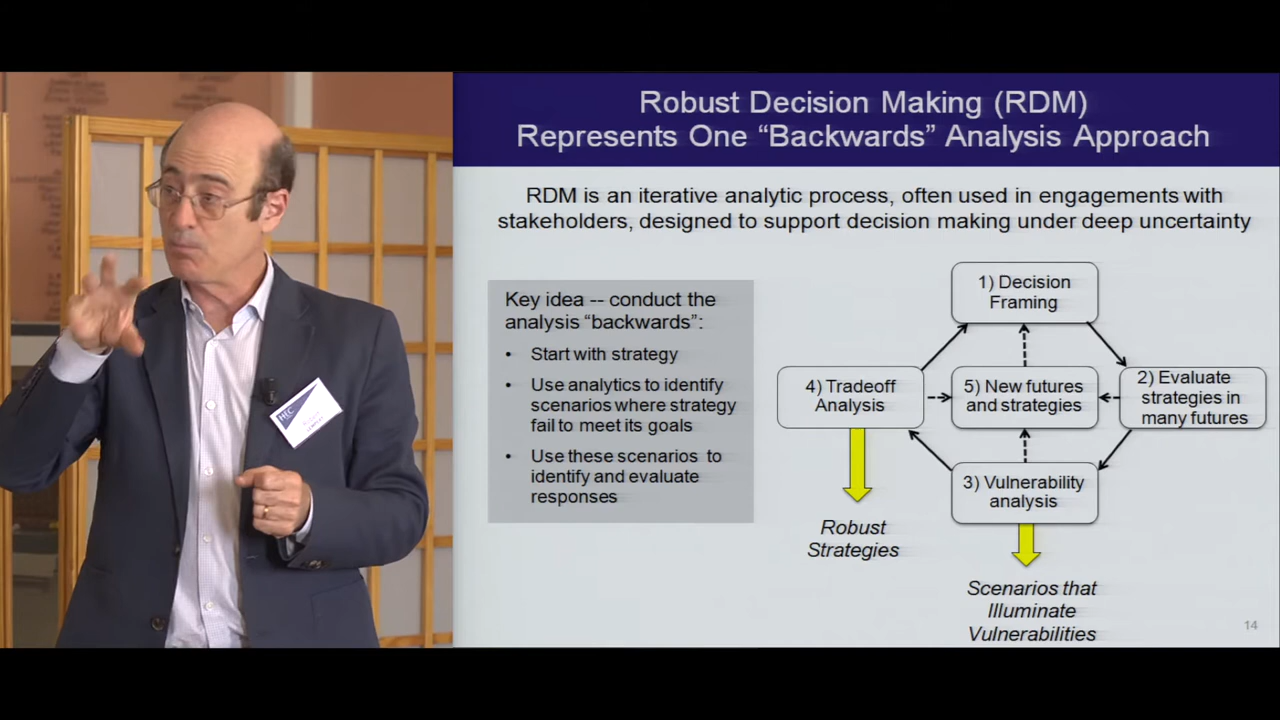 Robust Decision Making (RDM)
Represents One “Backwards” Analysis Approach
RDM is an iterative analytic process, often used in engagements with
stakeholders, designed to support decision making under deep uncertainty
Key idea -- conduct the
analysis “backwards”:
• Start with strategy
• Use analytics to identify
scenarios where strategy
fail to meet its goals
• Use these scenarios to
identify and evaluate
responses
1) Decision
Framing
2) Evaluate
strategies in
many futures
3) Vulnerability
analysis
4) Tradeoff
Analysis
5) New futures
and strategies
Robust
Strategies
Scenarios that
Illuminate
Vulnerabilities
14
HLC